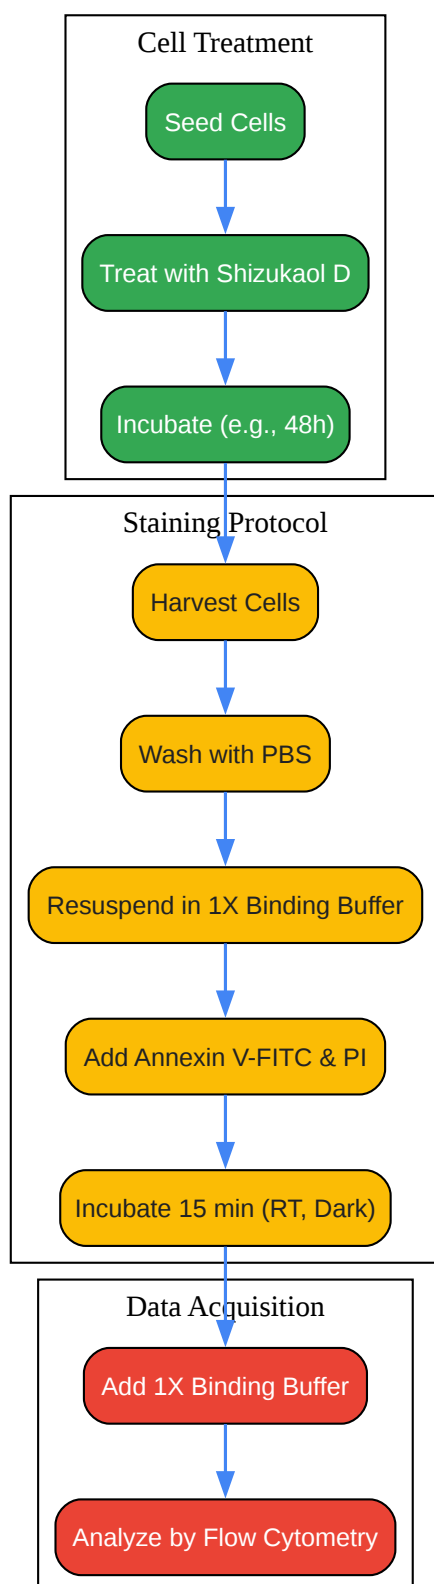 Cell Treatment
Seed Cells
Treat with Shizukaol D
Incubate (e.g., 48h)
Staining Protocol
Harvest Cells
Wash with PBS
Resuspend in 1X Binding Buffer
Add Annexin V-FITC & PI
Incubate 15 min (RT, Dark)
Data Acquisition
Add 1X Binding Buffer
Analyze by Flow Cytometry